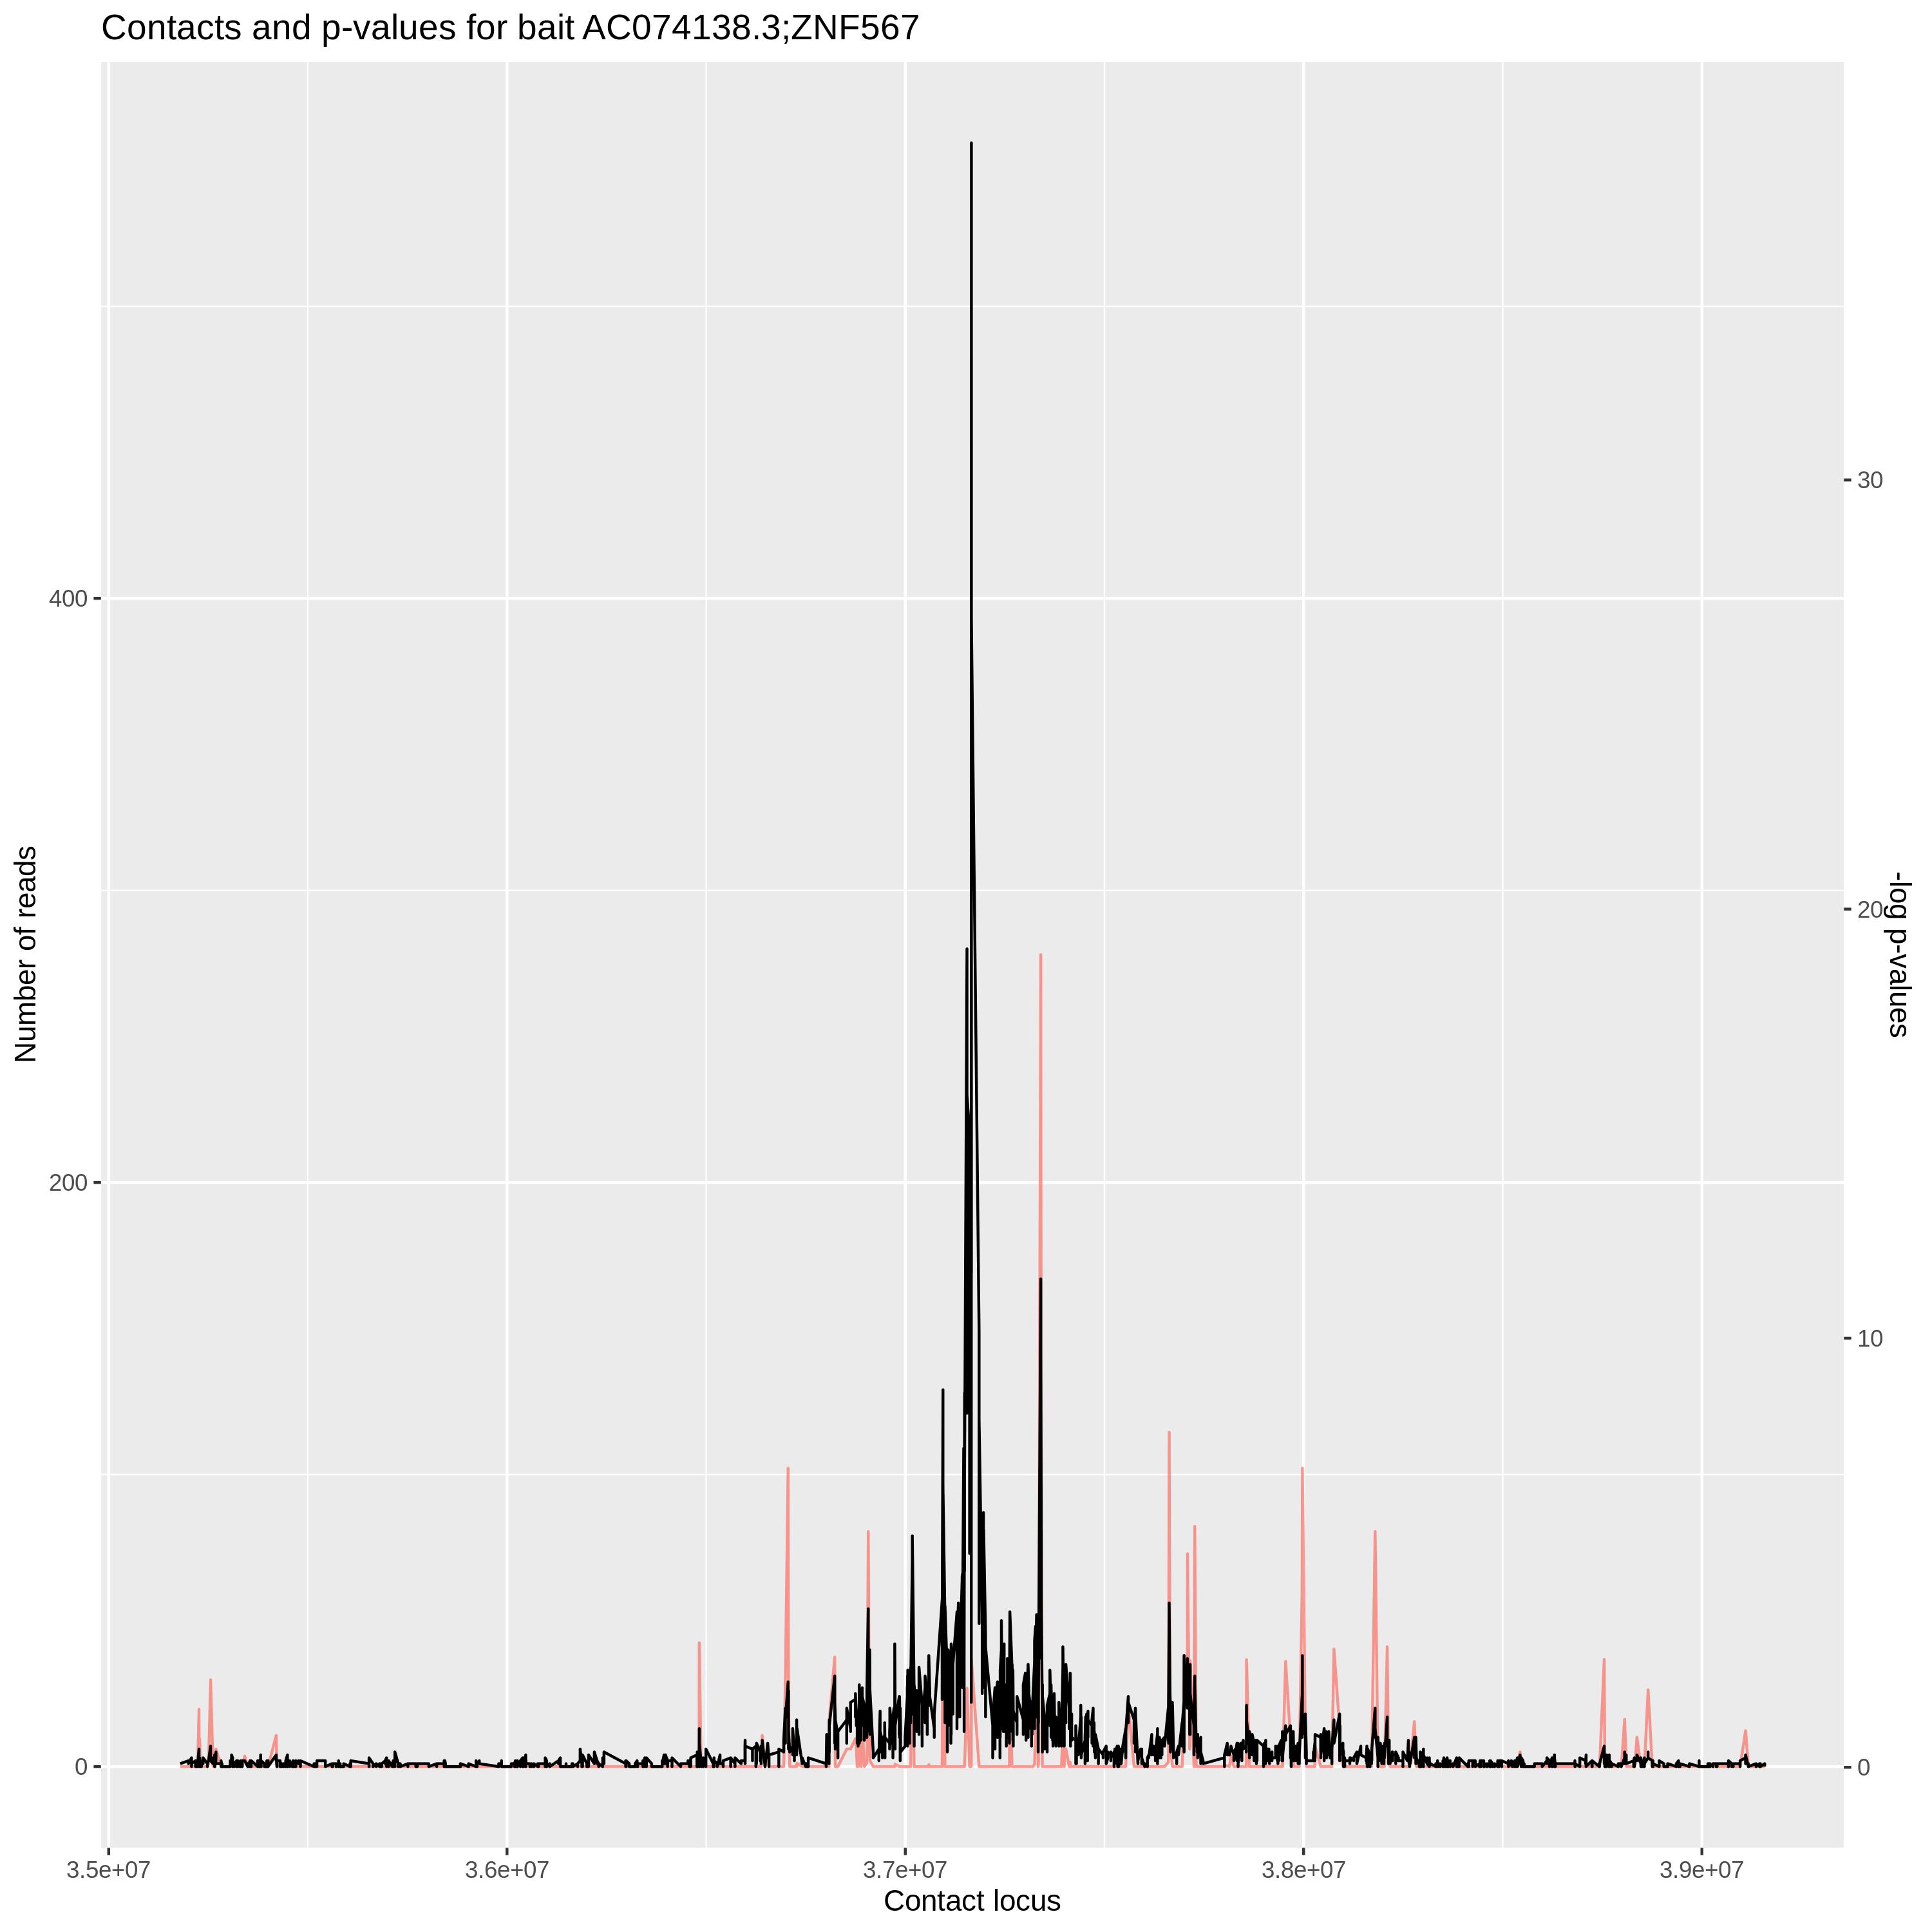 Contacts and p-values for bait AC074138.3;ZNF567
Number of reads
400
200
0
30
20
10
0
-log p-values
3.5e+07 3.6e+07 3.7e+07 3.8e+07 3.9e+07
Contact locus